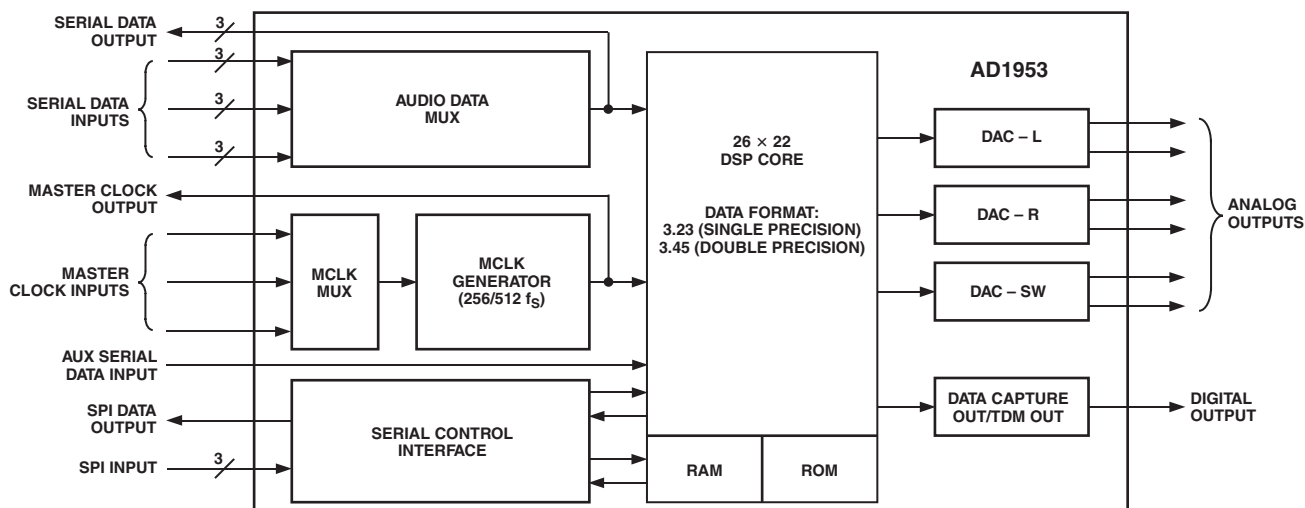 SERIAL DATA
OUTPUT
3
3
SERIAL DATA
INPUTS
3
3
AUDIO DATA
MUX
MASTER CLOCK
OUTPUT
MASTER
CLOCK INPUTS
MCLK
MUX
MCLK
GENERATOR
(256/512 fS)
AUX SERIAL
DATA INPUT
SPI DATA
OUTPUT
SPI INPUT
3
SERIAL CONTROL
INTERFACE
26 × 22
DSP CORE
DATA FORMAT:
3.23 (SINGLE PRECISION)
3.45 (DOUBLE PRECISION)
RAM
ROM
AD1953
DAC – L
DAC – R
DAC – SW
ANALOG
OUTPUTS
DATA CAPTURE
OUT/TDM OUT
DIGITAL
OUTPUT